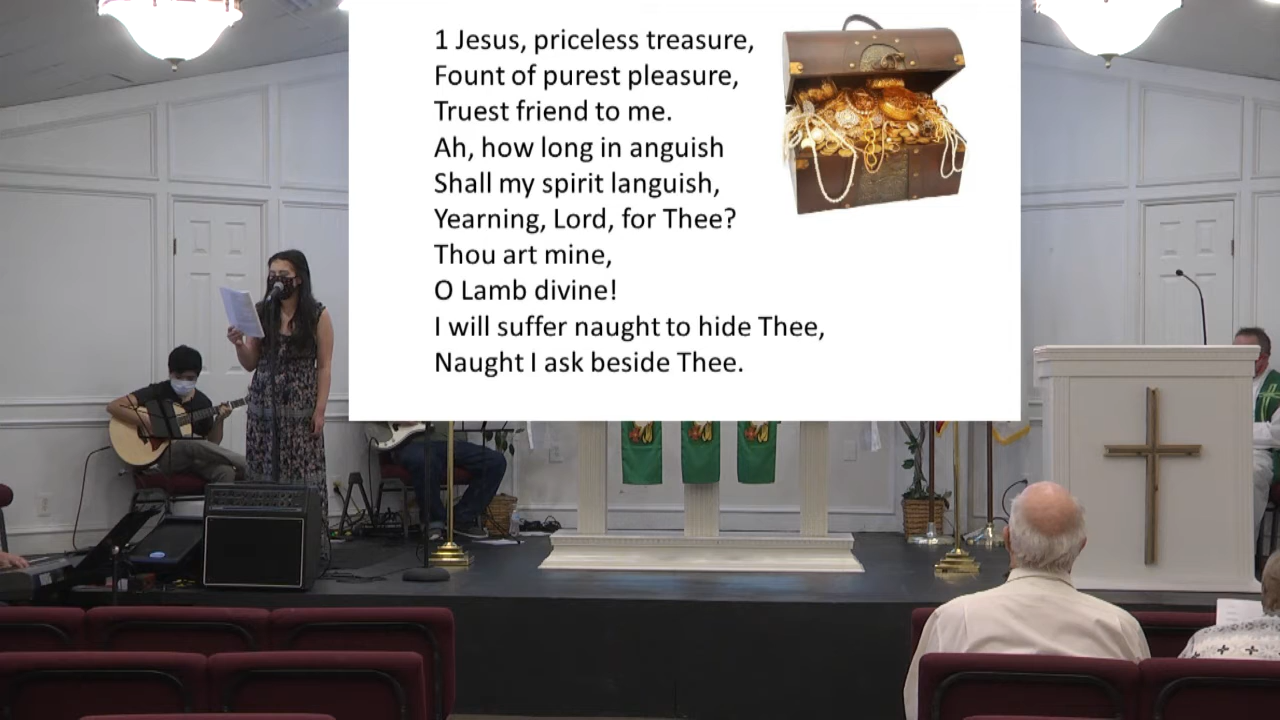 1 Jesus, priceless treasure,
Fount of purest pleasure,
Truest friend to me.
Ah, how long in anguish
Shall my spirit languish,
Yearning, Lord, for Thee?
Thou art mine,
O Lamb divine!
I will suffer naught to hide Thee,
Naught I ask beside Thee.